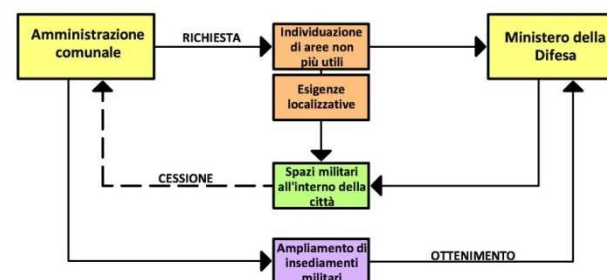 Amministrazione
comunale
RICHIESTA
Individuazione
di aree non
più utili
Ministero della
Difesa
Esigenze
localizzative
CESSIONE
Spazi militari
all'interno della
città
Ampliamento di
insediamenti
militari
OTTENIMENTO